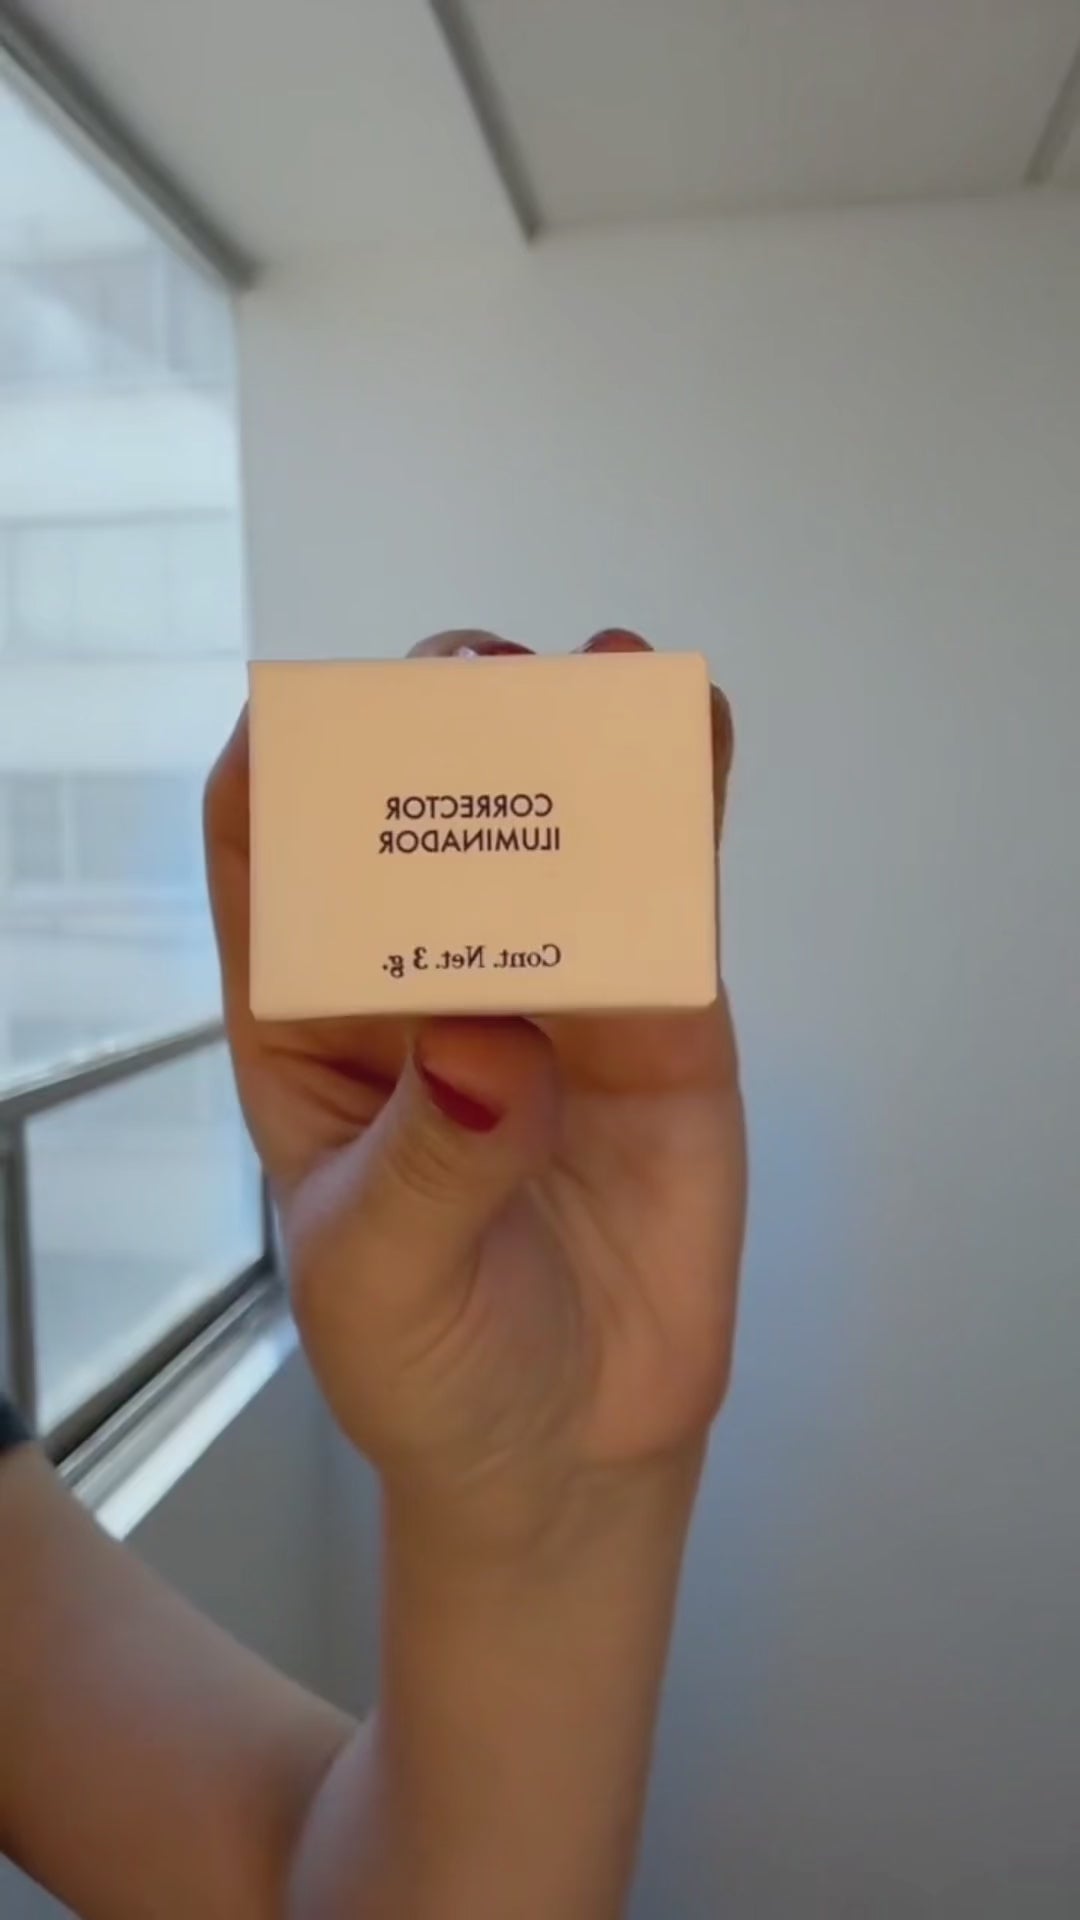 CORRECTOR
ILUMINADOR
Cont. Net. 3 g.